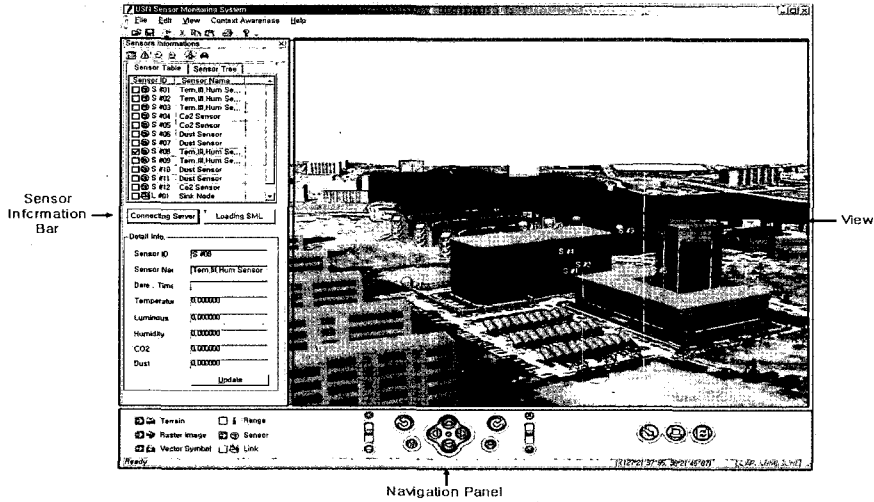 USN Sensor Monitoring System
File Edit View Context Awareness Help
Sensors Informations
Sensor Table Sensor Tree
Sensor ID Sensor Name
S #01 Tem,Ill,Hum Se...
S #02 Tem,Ill,Hum Se...
S #03 Tem,Ill,Hum Se...
S #04 Co2 Sensor
S #05 Co2 Sensor
S #06 Dust Sensor
S #07 Dust Sensor
S #08 Tem,Ill,Hum Se...
S #09 Tem,Ill,Hum Se...
S #10 Dust Sensor
S #11 Dust Sensor
S #12 Co2 Sensor
L #01 Sink Node
Sensor
Information
Bar
Connecting Server Loading SML
View
Detail Info.
Sensor ID S #08
Sensor Nar Tem,Ill,Hum Sensor
Date , Time
Temperatur 0,000000
Luminous 0,000000
Humidity 0,000000
CO2 0,000000
Dust 0,000000
Update
Terrain Range
Raster Image Sensor
Vector Symbol Link
Ready
Navigation Panel